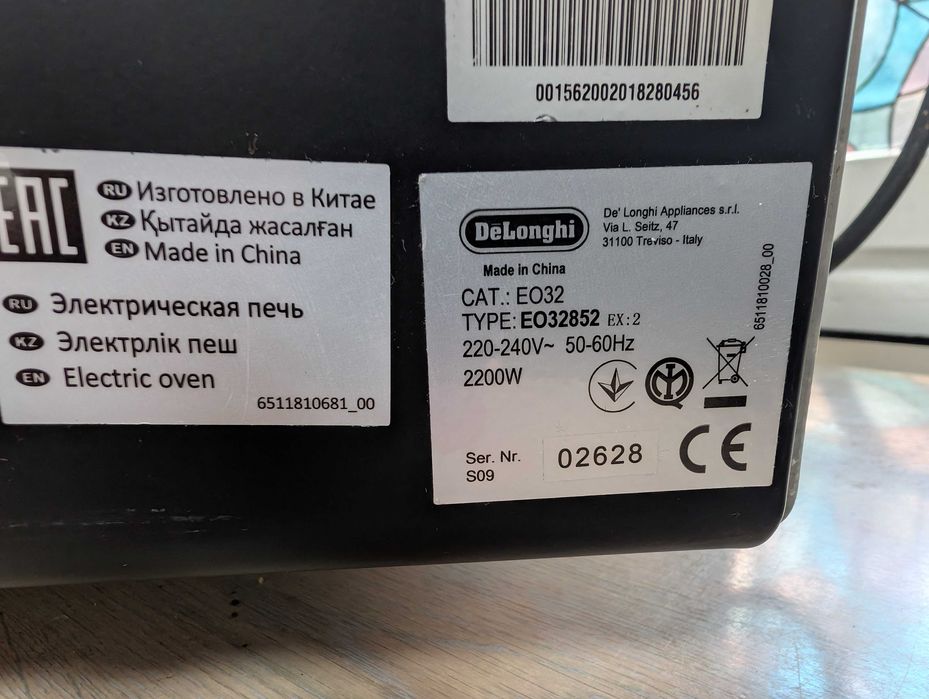 001562002018280456
EAC
RU Изготовлено в Китае
KZ Қытайда жасалған
EN Made in China
RU Электрическая печь
KZ Электрлік пеш
EN Electric oven
6511810681_00
DeLonghi
De' Longhi Appliances s.r.l.
Via L. Seitz, 47
31100 Treviso - Italy
Made in China
CAT.: EO32
TYPE: EO32852 EX:2
220-240V~ 50-60Hz
2200W
Ser. Nr.
S09
02628
CE
6511810028_00